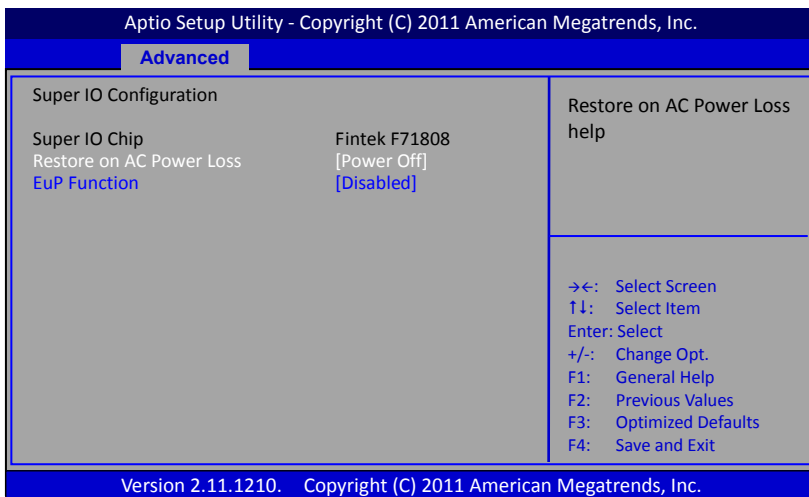 Aptio Setup Utility - Copyright (C) 2011 American Megatrends, Inc.
Advanced
Super IO Configuration
Super IO Chip Fintek F71808
Restore on AC Power Loss [Power Off]
EuP Function [Disabled]
Restore on AC Power Loss
help
→←: Select Screen
↑↓: Select Item
Enter: Select
+/-: Change Opt.
F1: General Help
F2: Previous Values
F3: Optimized Defaults
F4: Save and Exit
Version 2.11.1210. Copyright (C) 2011 American Megatrends, Inc.